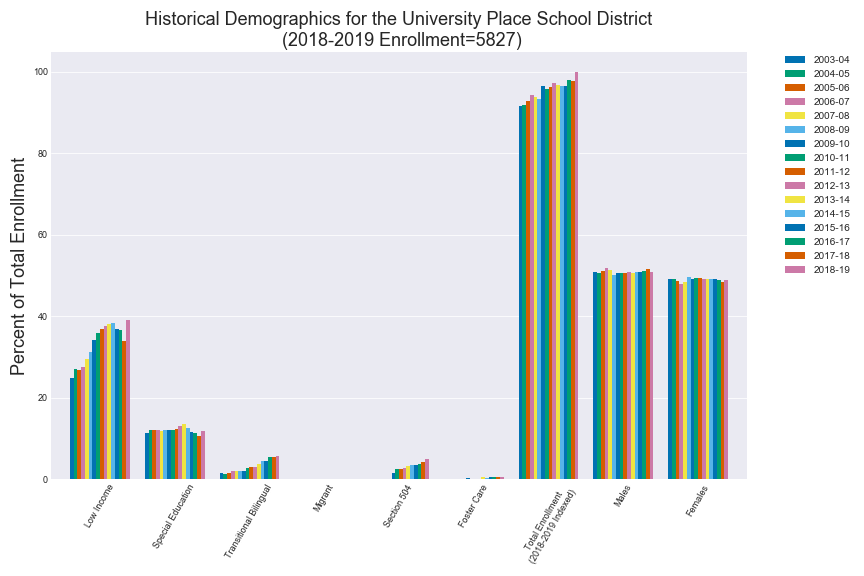 Historical Demographics for the University Place School District
(2018-2019 Enrollment=5827)
Percent of Total Enrollment
100
80
60
40
20
0
Low Income
Special Education
Transitional Bilingual
Migrant
Section 504
Foster Care
Total Enrollment
(2018-2019 Indexed)
Males
Females
2003-04
2004-05
2005-06
2006-07
2007-08
2008-09
2009-10
2010-11
2011-12
2012-13
2013-14
2014-15
2015-16
2016-17
2017-18
2018-19